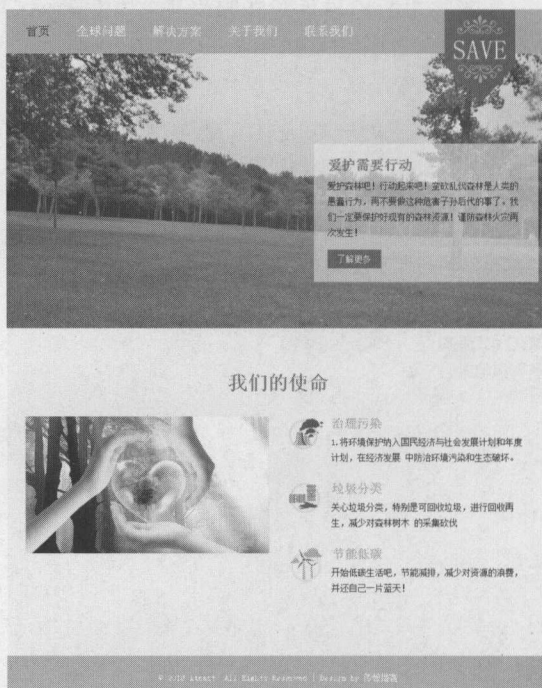 首页 全球问题 解决方案 关于我们 联系我们
SAVE
爱护需要行动
爱护森林吧！行动起来吧！蛮砍乱伐森林是人类的
愚蠢行为，再不要做这种危害子孙后代的事了。我
们一定要保护好现有的森林资源！谨防森林火灾再
次发生！
了解更多
我们的使命
治理污染
1.将环境保护纳入国民经济与社会发展计划和年度
计划，在经济发展 中防治环境污染和生态破坏。
垃圾分类
关心垃圾分类，特别是可回收垃圾，进行回收再
生，减少对森林树木 的采集砍伐
节能低碳
开始低碳生活吧，节能减排，减少对资源的浪费，
并还自己一片蓝天！
All Rights Reserved | Design by